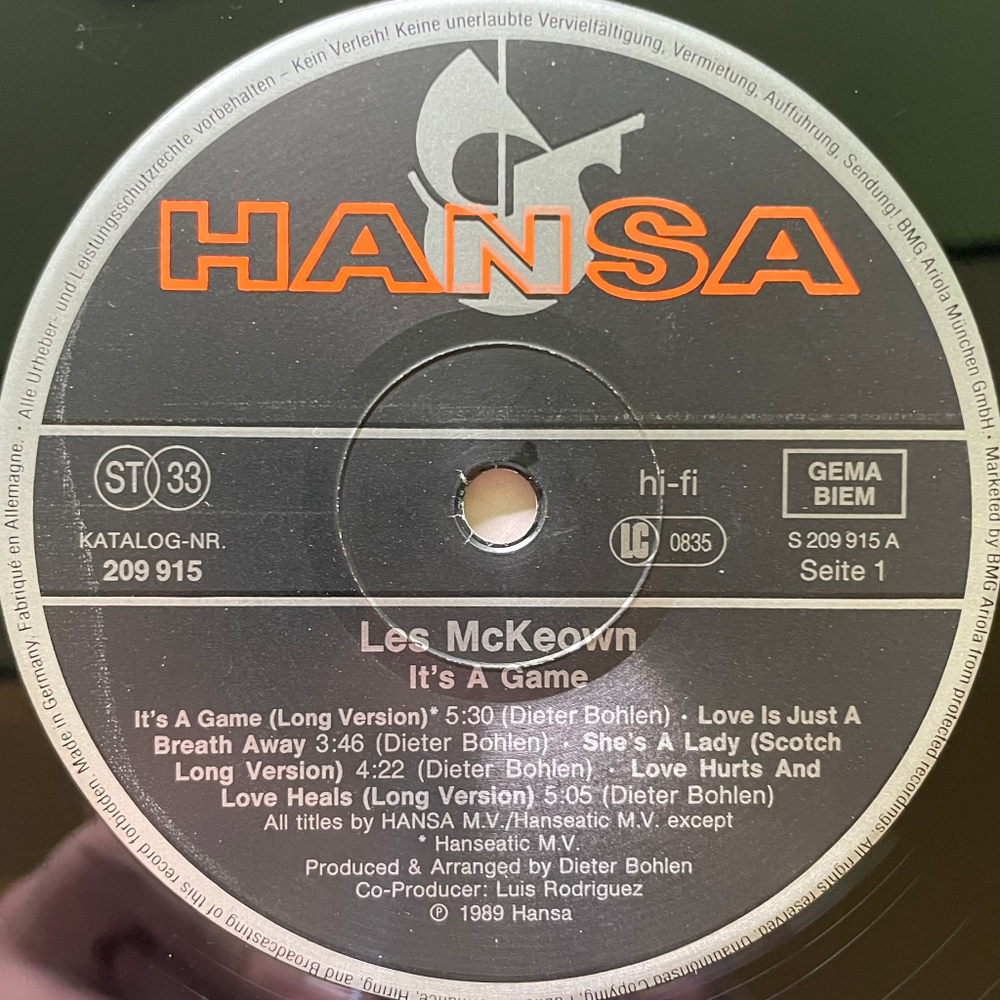 Alle Urheber- und Leistungsschutzrechte vorbehalten – Kein Verleih! Keine unerlaubte Vervielfältigung, Vermietung, Aufführung, Sendung! BMG Ariola München GmbH • Marketed by BMG Ariola from protected recordings. All rights reserved. Unauthorised Copying,
Hiring, and Broadcasting of this record forbidden. Made in Germany. Fabriqué en Allemagne. •
HANSA
ST 33
hi-fi
GEMA
BIEM
KATALOG-NR.
LC 0835
S 209 915 A
209 915
Seite 1
Les McKeown
It's A Game
It's A Game (Long Version)* 5:30 (Dieter Bohlen) · Love Is Just A
Breath Away 3:46 (Dieter Bohlen) · She's A Lady (Scotch
Long Version) 4:22 (Dieter Bohlen) · Love Hurts And
Love Heals (Long Version) 5:05 (Dieter Bohlen)
All titles by HANSA M.V./Hanseatic M.V. except
* Hanseatic M.V.
Produced & Arranged by Dieter Bohlen
Co-Producer: Luis Rodriguez
℗ 1989 Hansa